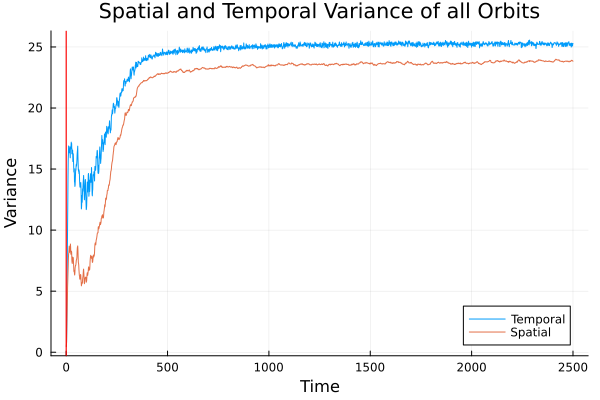 Spatial and Temporal Variance of all Orbits
Variance
25
20
15
10
5
0
Temporal
Spatial
0 500 1000 1500 2000 2500
Time